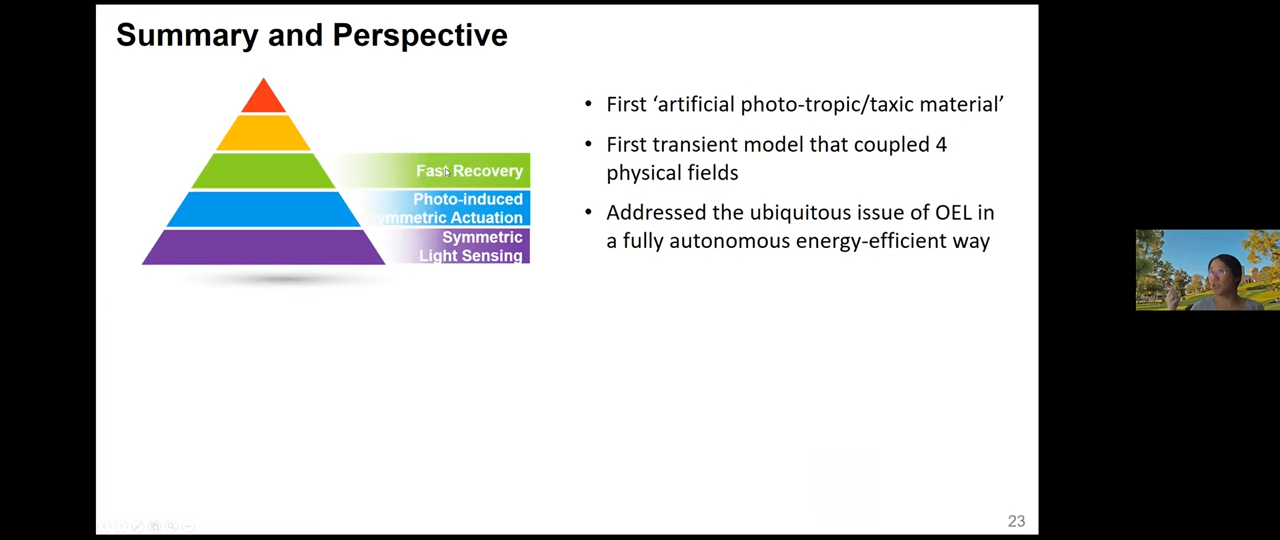 Summary and Perspective
Fast Recovery
Photo-induced
ymmetric Actuation
Symmetric
Light Sensing
• First ‘artificial photo-tropic/taxic material’
• First transient model that coupled 4
physical fields
• Addressed the ubiquitous issue of OEL in
a fully autonomous energy-efficient way
23